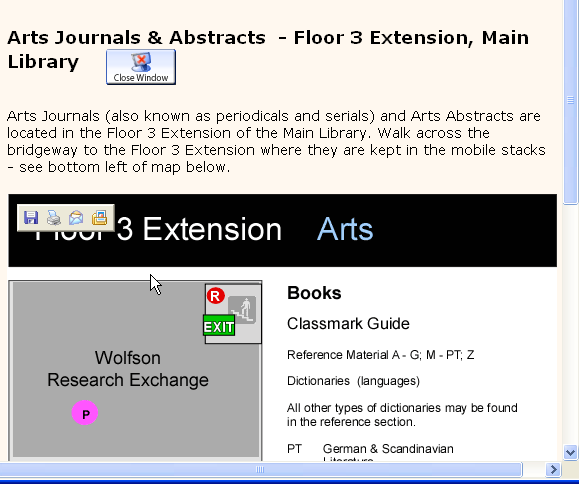 Arts Journals & Abstracts - Floor 3 Extension, Main
Library
Close Window
Arts Journals (also known as periodicals and serials) and Arts Abstracts are
located in the Floor 3 Extension of the Main Library. Walk across the
bridgeway to the Floor 3 Extension where they are kept in the mobile stacks
- see bottom left of map below.
Floor 3 Extension Arts
R
EXIT
Wolfson
Research Exchange
P
Books
Classmark Guide
Reference Material A - G; M - PT; Z
Dictionaries (languages)
All other types of dictionaries may be found
in the reference section.
PT German & Scandinavian
Literature